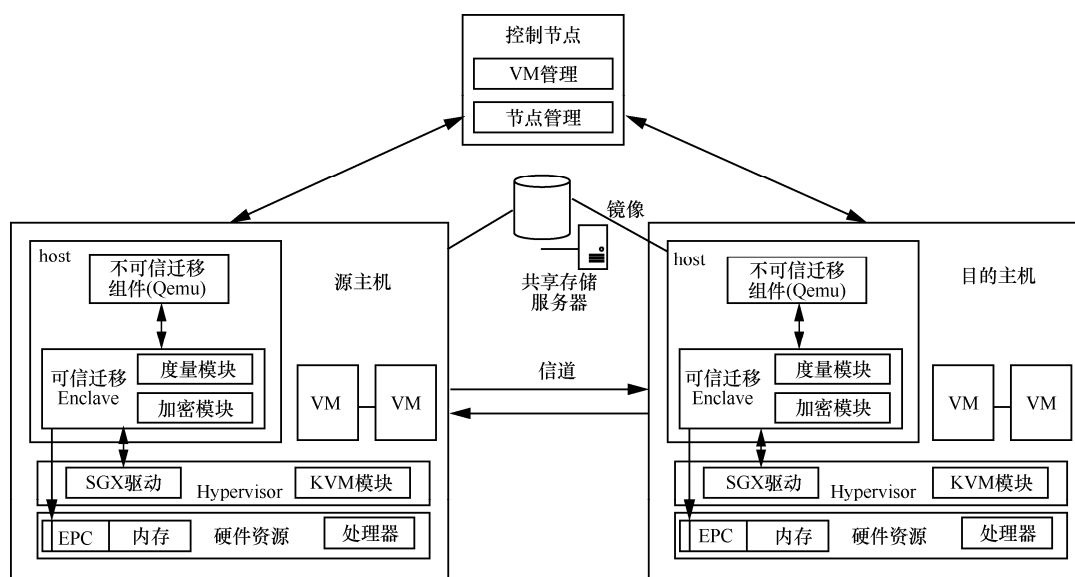 控制节点
VM管理
节点管理
镜像
共享存储
服务器
host
不可信迁移
组件(Qemu)
源主机
可信迁移
Enclave
度量模块
加密模块
VM
VM
SGX驱动
Hypervisor
KVM模块
EPC
内存
硬件资源
处理器
信道
host
不可信迁移
组件(Qemu)
目的主机
可信迁移
Enclave
度量模块
加密模块
VM
VM
SGX驱动
Hypervisor
KVM模块
EPC
内存
硬件资源
处理器